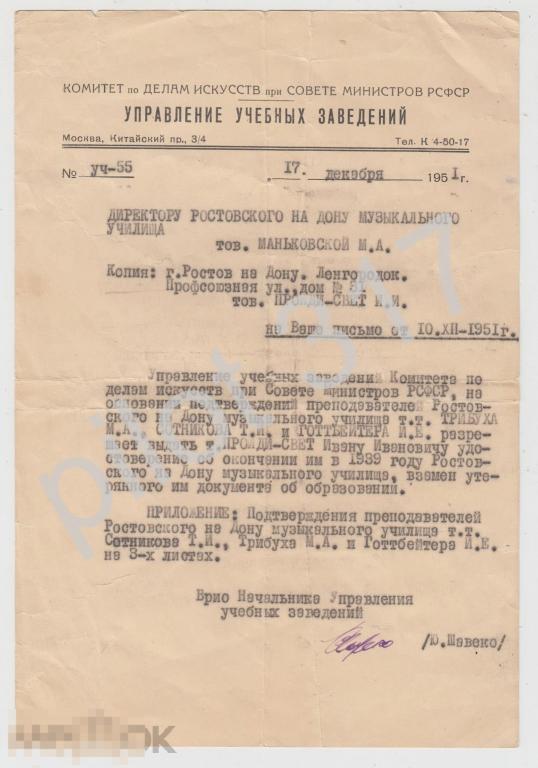 КОМИТЕТ по ДЕЛАМ ИСКУССТВ при СОВЕТЕ МИНИСТРОВ РСФСР
УПРАВЛЕНИЕ УЧЕБНЫХ ЗАВЕДЕНИЙ
Москва, Китайский пр., 3/4 Тел. К 4-50-17
№ уч-55 17. декабря 1951 г.
ДИРЕКТОРУ РОСТОВСКОГО НА ДОНУ МУЗЫКАЛЬНОГО
УЧИЛИЩА
тов. МАНЬКОВСКОЙ М.А.
Копия: г.Ростов на Дону. Ленгородок.
Профсоюзная ул.,дом № 81
тов. ПРОЙДИ-СВЕТ И.И.
на Ваше письмо от 10.XII-1951г.
Управление учебных заведений Комитета по
делам искусств при Совете министров РСФСР, на
основании подтверждений преподавателей Ростов-
ского на Дону музыкального училища т.т. ТРИБУХА
М.А., СОТНИКОВА Т.И. и ГОТТБЕЙТЕРА И.Е. разре-
шает выдать т.ПРОЙДИ-СВЕТ Ивану Ивановичу удо-
стоверение об окончании им в 1939 году Ростов-
ского на Дону музыкального училища, взамен уте-
рянного им документа об образовании.
ПРИЛОЖЕНИЕ: Подтверждения преподавателей
Ростовского на Дону музыкального училища т.т.
Сотникова Т.И., Трибуха М.А. и Готтбейтера И.Е.
на 3-х листах.
Врио Начальника Управления
учебных заведений
/Ю.Шавеко/